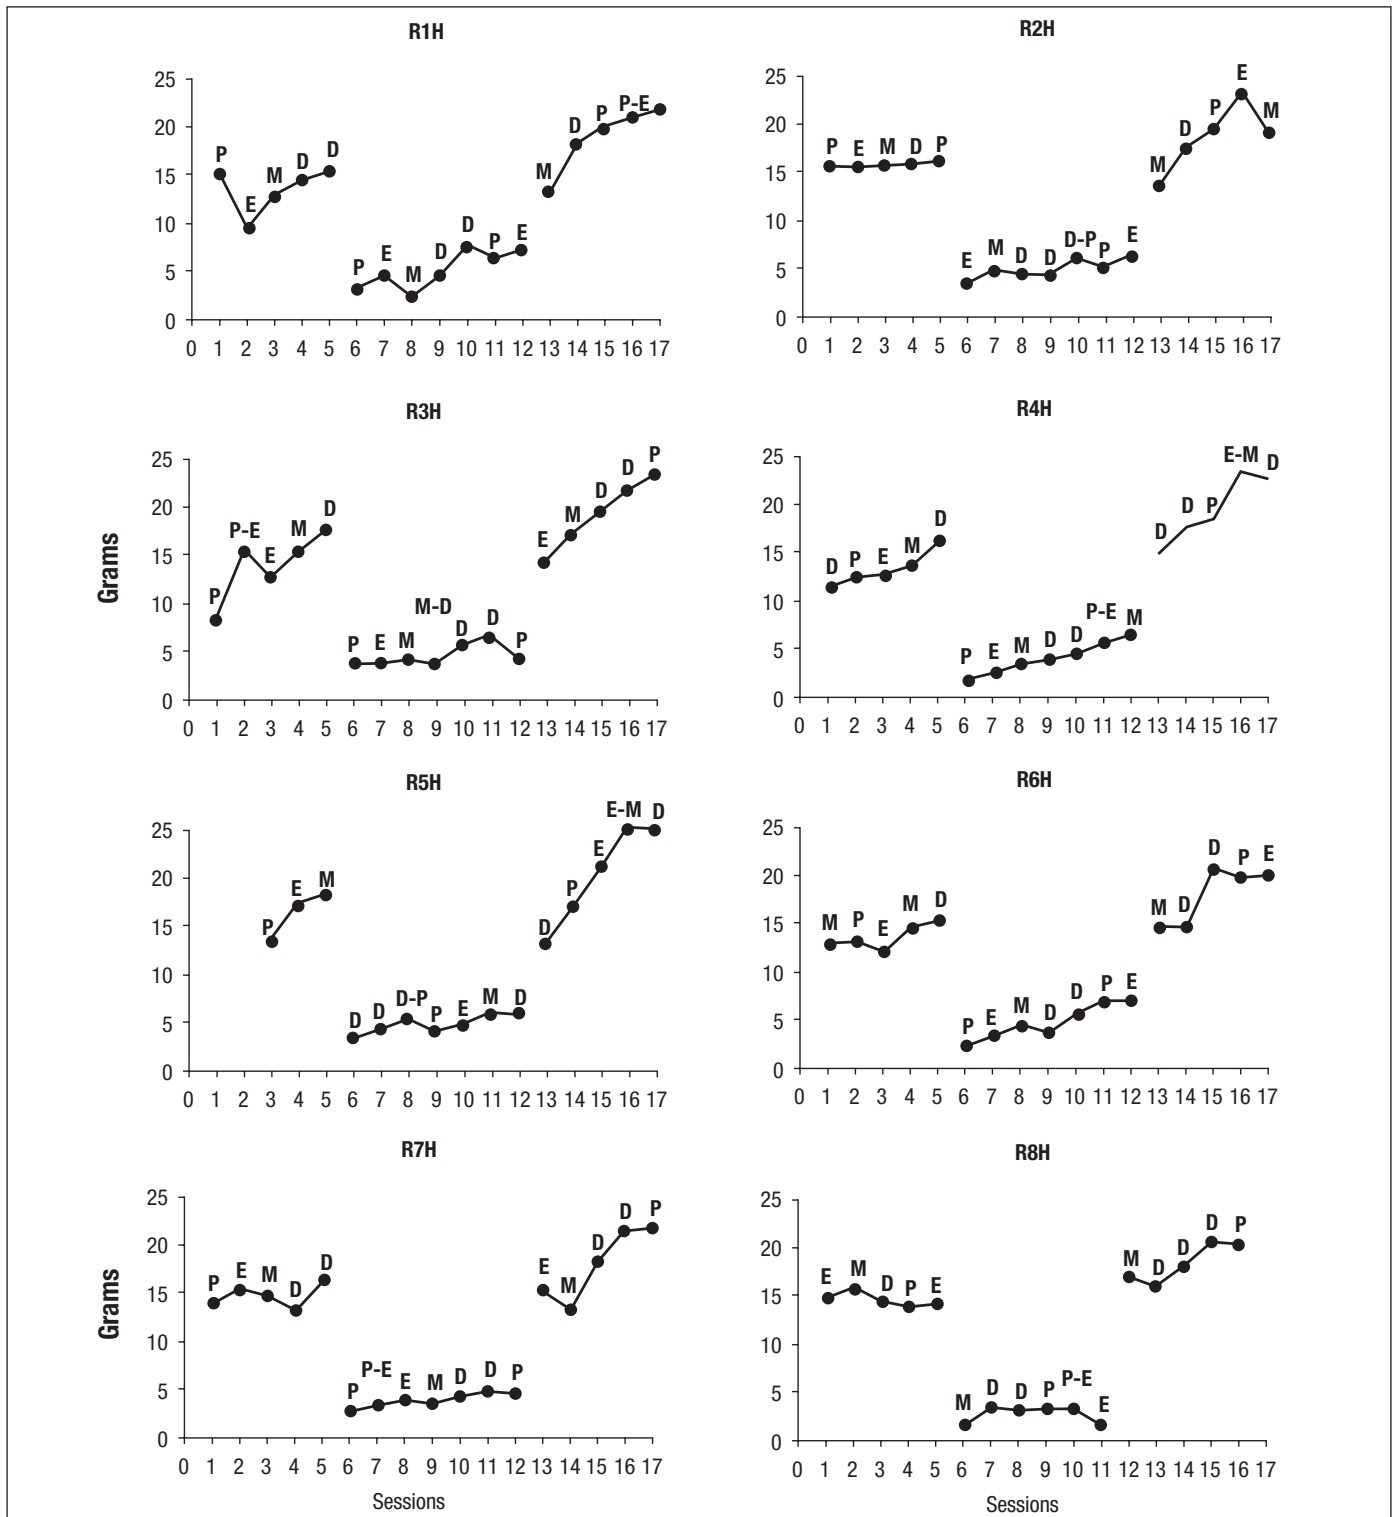 R1H
25
20
15
10
5
0
P E M D D
P E M D D P E
M D P P-E
0 1 2 3 4 5 6 7 8 9 10 11 12 13 14 15 16 17
R2H
25
20
15
10
5
0
P E M D P
E M D D D-P P E
M D P E M
0 1 2 3 4 5 6 7 8 9 10 11 12 13 14 15 16 17
Grams
R3H
25
20
15
10
5
0
P P-E E M D
P E M M-D D D P
E M D D P
0 1 2 3 4 5 6 7 8 9 10 11 12 13 14 15 16 17
R4H
25
20
15
10
5
0
D P E M D
P E M D D P-E M
D D P E-M D
0 1 2 3 4 5 6 7 8 9 10 11 12 13 14 15 16 17
R5H
25
20
15
10
5
0
P E M
D D D-P P E M D
D P E E-M D
0 1 2 3 4 5 6 7 8 9 10 11 12 13 14 15 16 17
R6H
25
20
15
10
5
0
M P E M D
P E M D D P E
M D D P E
0 1 2 3 4 5 6 7 8 9 10 11 12 13 14 15 16 17
Grams
R7H
25
20
15
10
5
0
P E M D D
P P-E E M D D P
E M D D P
0 1 2 3 4 5 6 7 8 9 10 11 12 13 14 15 16 17
Sessions
R8H
25
20
15
10
5
0
E M D P E
M D D P P-E E
M D D D P
0 1 2 3 4 5 6 7 8 9 10 11 12 13 14 15 16 17
Sessions